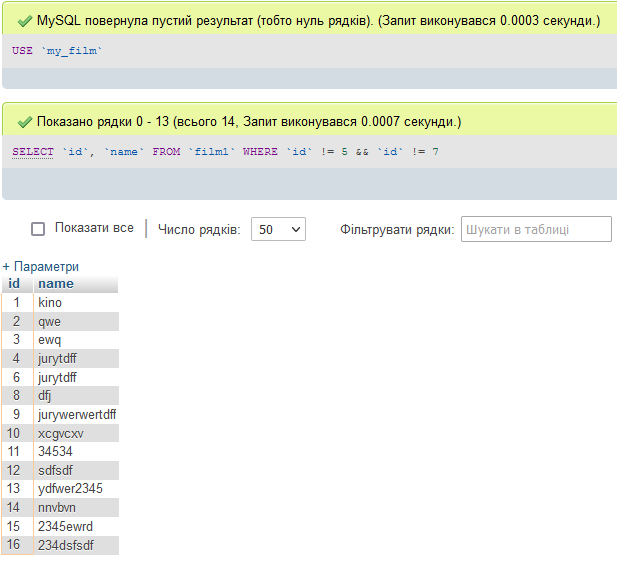 MySQL повернула пустий результат (тобто нуль рядків). (Запит виконувався 0.0003 секунди.)
USE `my_film`
Показано рядки 0 - 13 (всього 14, Запит виконувався 0.0007 секунди.)
SELECT `id`, `name` FROM `film1` WHERE `id` != 5 && `id` != 7
Показати все Число рядків: 50 Фільтрувати рядки: Шукати в таблиці
+ Параметри
id name
1 kino
2 qwe
3 ewq
4 jurytdff
6 jurytdff
8 dfj
9 jurywerwertdff
10 xcgvcxv
11 34534
12 sdfsdf
13 ydfwer2345
14 nnvbvn
15 2345ewrd
16 234dsfsdf